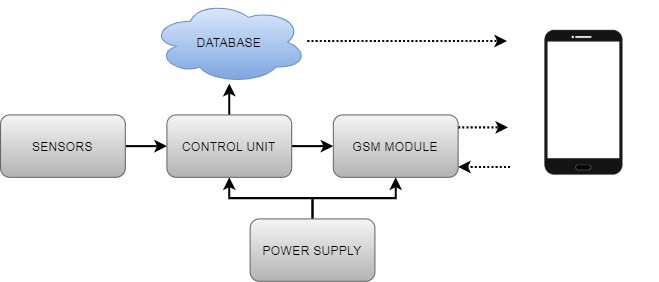 DATABASE
SENSORS
CONTROL UNIT
GSM MODULE
POWER SUPPLY